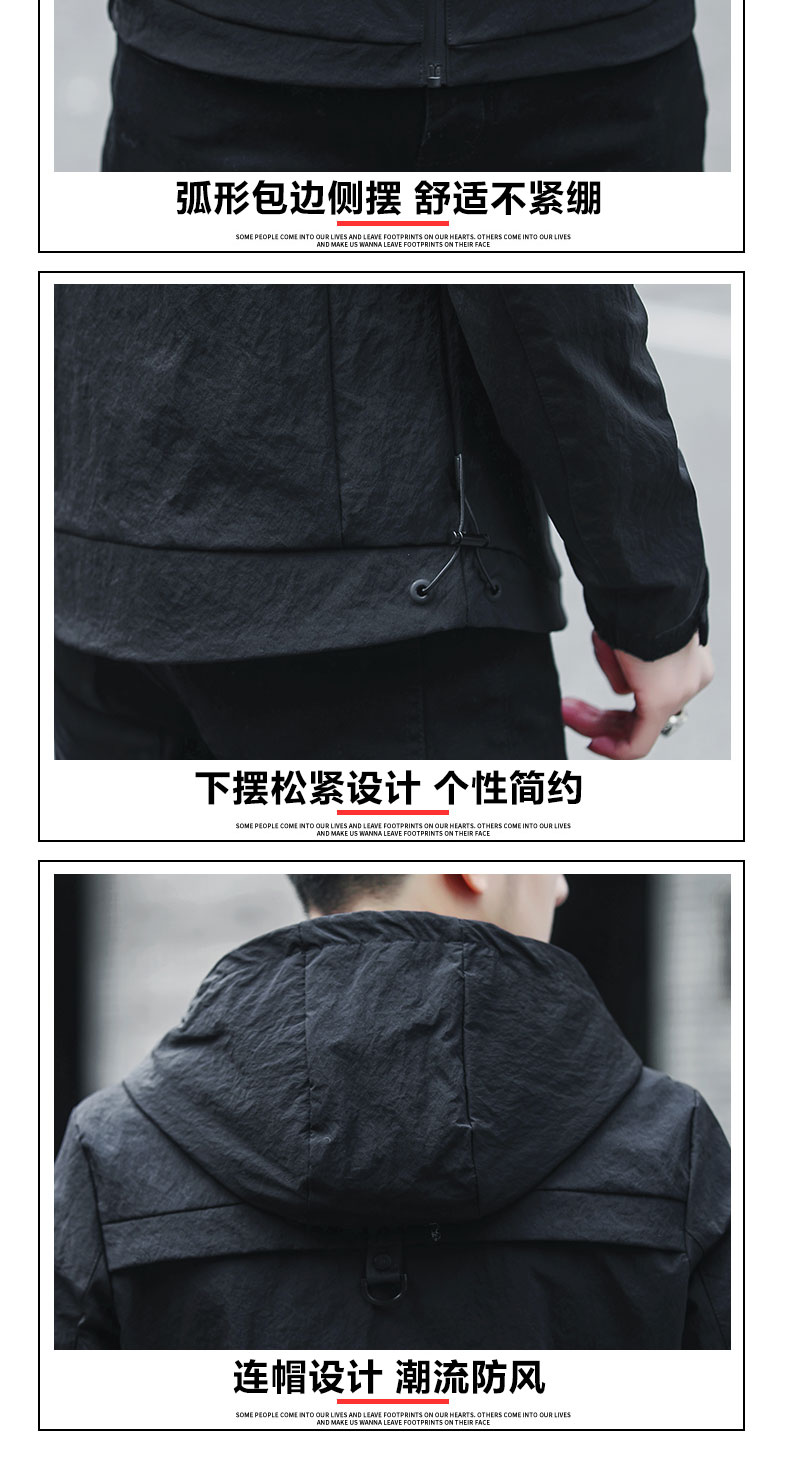 弧形包边侧摆 舒适不紧绷
SOME PEOPLE COME INTO OUR LIVES AND LEAVE FOOTPRINTS ON OUR HEARTS. OTHERS COME INTO OUR LIVES
AND MAKE US WANNA LEAVE FOOTPRINTS ON THEIR FACE
下摆松紧设计 个性简约
SOME PEOPLE COME INTO OUR LIVES AND LEAVE FOOTPRINTS ON OUR HEARTS. OTHERS COME INTO OUR LIVES
AND MAKE US WANNA LEAVE FOOTPRINTS ON THEIR FACE
连帽设计 潮流防风
SOME PEOPLE COME INTO OUR LIVES AND LEAVE FOOTPRINTS ON OUR HEARTS. OTHERS COME INTO OUR LIVES
AND MAKE US WANNA LEAVE FOOTPRINTS ON THEIR FACE